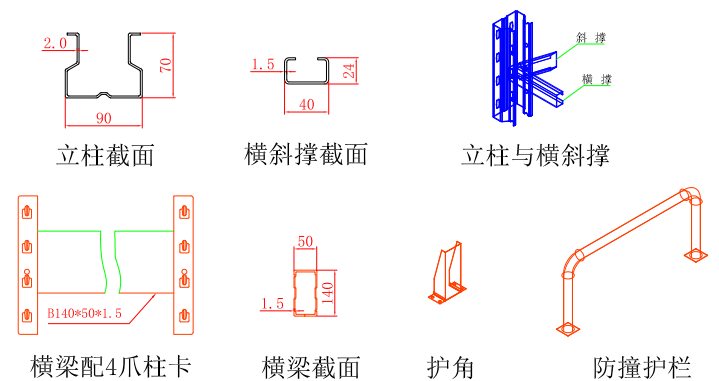 2.0
70
90
立柱截面
1.5
24
40
横斜撑截面
斜 撑
横 撑
立柱与横斜撑
B140*50*1.5
横梁配4爪柱卡
50
140
1.5
横梁截面
护角
防撞护栏